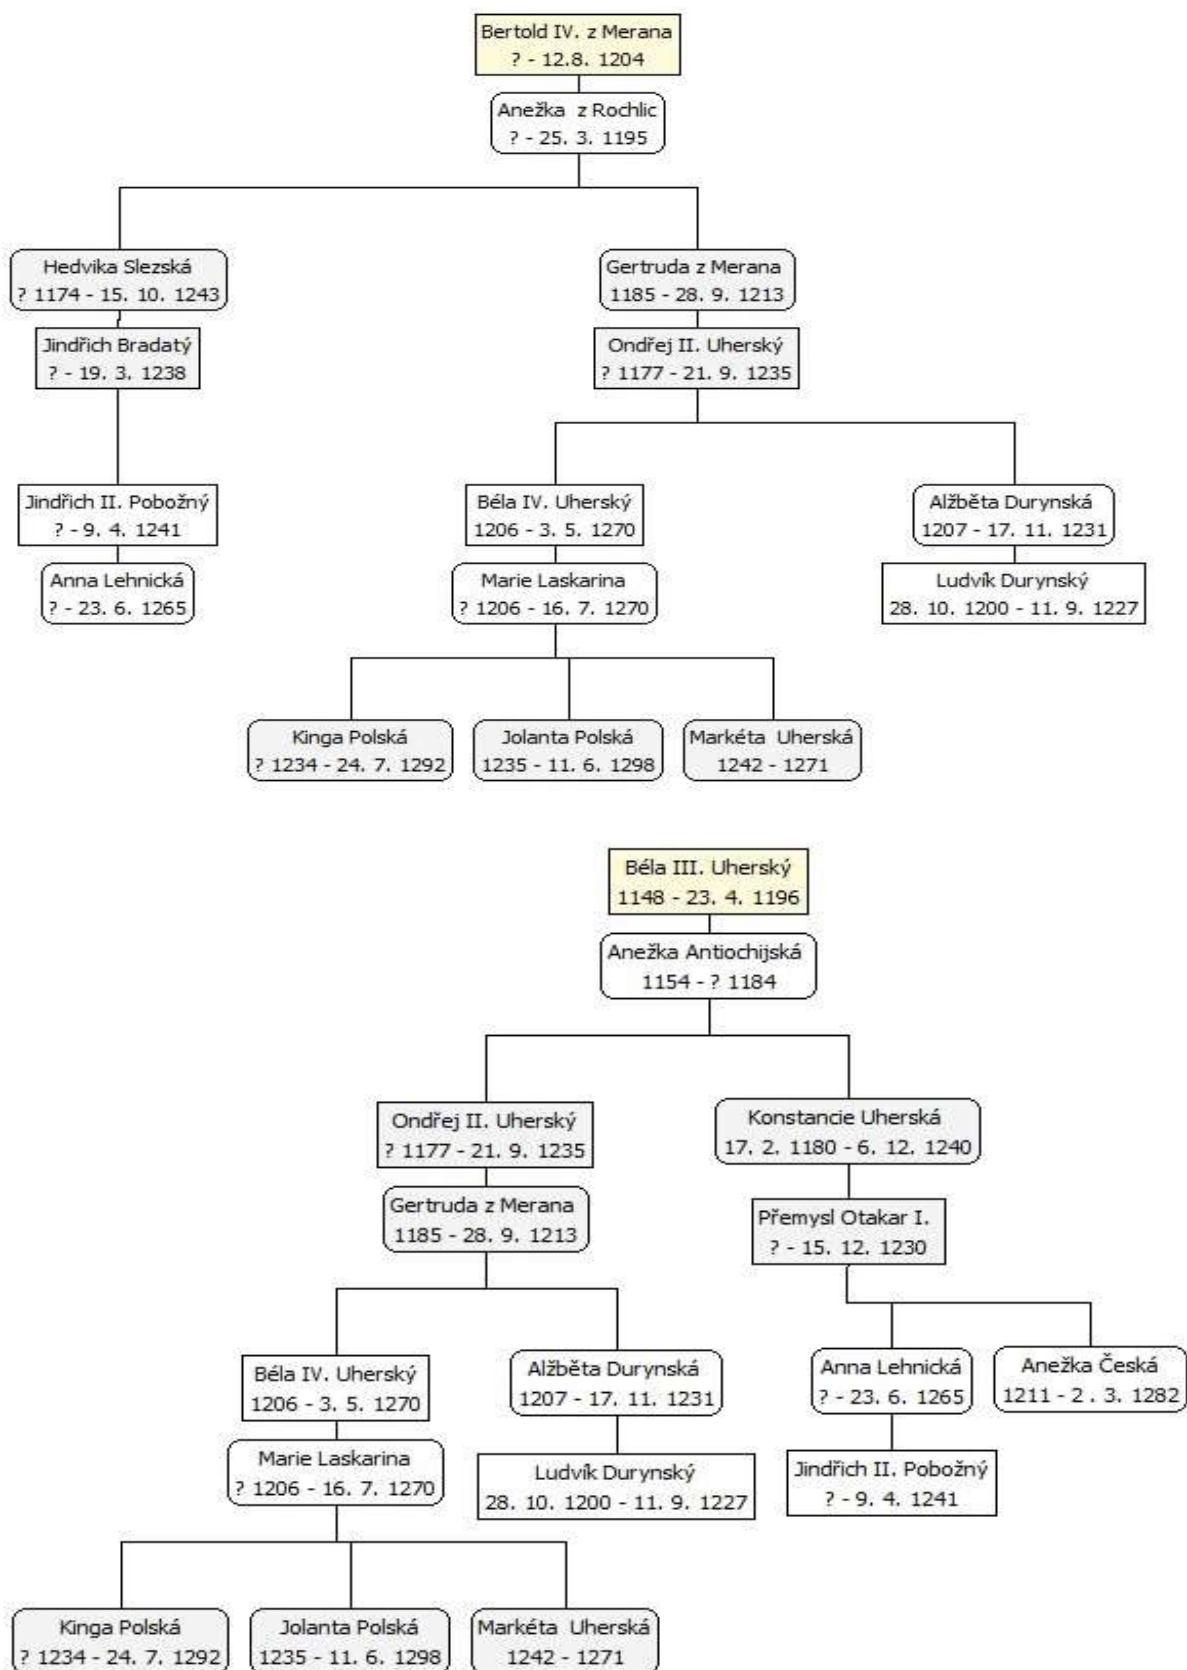 Bertold IV. z Merana
? - 12.8. 1204
Anežka  z Rochlic
? - 25. 3. 1195
Hedvika Slezská
? 1174 - 15. 10. 1243
Gertruda z Merana
1185 - 28. 9. 1213
Jindřich Bradatý
? - 19. 3. 1238
Ondřej II. Uherský
? 1177 - 21. 9. 1235
Jindřich II. Pobožný
? - 9. 4. 1241
Béla IV. Uherský
1206 - 3. 5. 1270
Alžběta Durynská
1207 - 17. 11. 1231
Anna Lehnická
? - 23. 6. 1265
Marie Laskarina
? 1206 - 16. 7. 1270
Ludvík Durynský
28. 10. 1200 - 11. 9. 1227
Kinga Polská
? 1234 - 24. 7. 1292
Jolanta Polská
1235 - 11. 6. 1298
Markéta  Uherská
1242 - 1271
Béla III. Uherský
1148 - 23. 4. 1196
Anežka Antiochijská
1154 - ? 1184
Ondřej II. Uherský
? 1177 - 21. 9. 1235
Konstancie Uherská
17. 2. 1180 - 6. 12. 1240
Gertruda z Merana
1185 - 28. 9. 1213
Přemysl Otakar I.
? - 15. 12. 1230
Béla IV. Uherský
1206 - 3. 5. 1270
Alžběta Durynská
1207 - 17. 11. 1231
Anna Lehnická
? - 23. 6. 1265
Anežka Česká
1211 - 2 . 3. 1282
Marie Laskarina
? 1206 - 16. 7. 1270
Ludvík Durynský
28. 10. 1200 - 11. 9. 1227
Jindřich II. Pobožný
? - 9. 4. 1241
Kinga Polská
? 1234 - 24. 7. 1292
Jolanta Polská
1235 - 11. 6. 1298
Markéta  Uherská
1242 - 1271